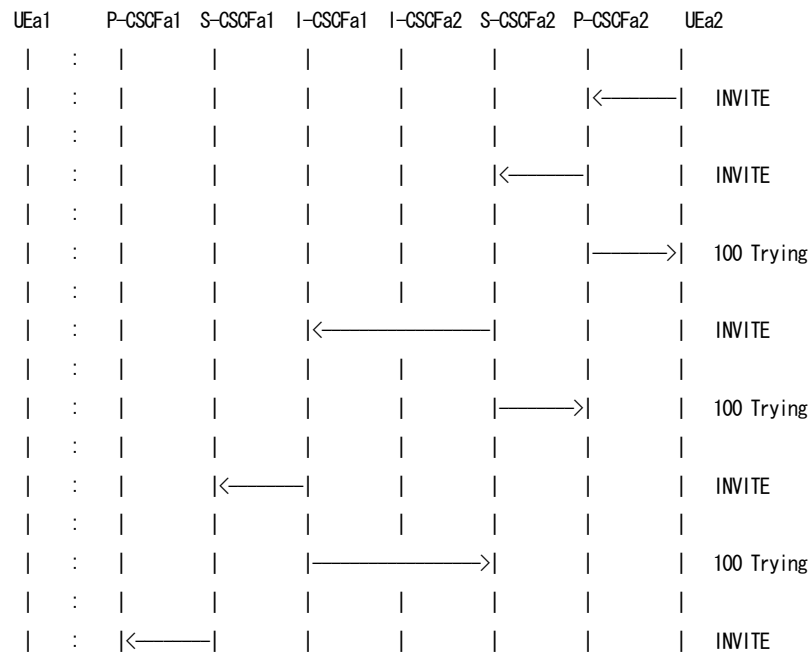 UEa1 P-CSCFa1 S-CSCFa1 I-CSCFa1 I-CSCFa2 S-CSCFa2 P-CSCFa2 UEa2
INVITE
INVITE
100 Trying
INVITE
100 Trying
INVITE
100 Trying
INVITE